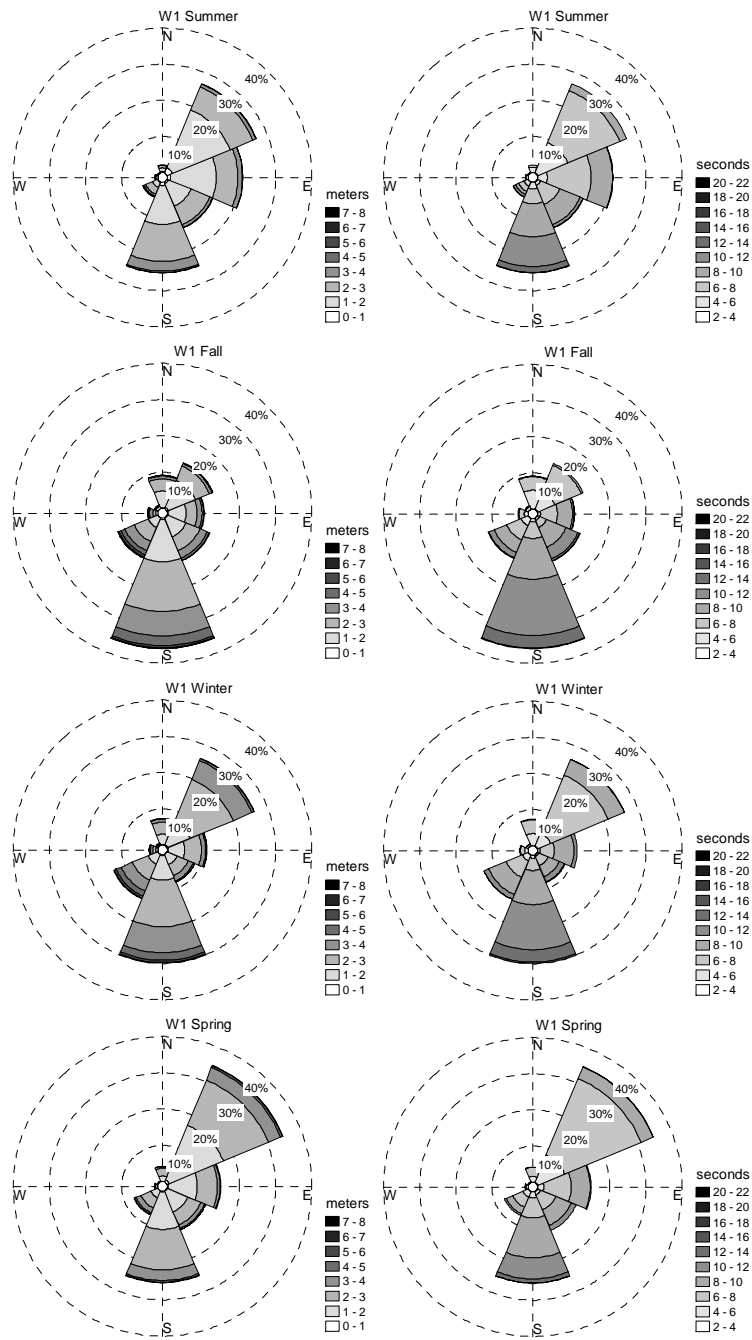 W1 Summer
N
40%
30%
20%
10%
W
E
S
meters
7 - 8
6 - 7
5 - 6
4 - 5
3 - 4
2 - 3
1 - 2
0 - 1
W1 Summer
N
40%
30%
20%
10%
W
E
S
seconds
20 - 22
18 - 20
16 - 18
14 - 16
12 - 14
10 - 12
8 - 10
6 - 8
4 - 6
2 - 4
W1 Fall
N
40%
30%
20%
10%
W
E
S
meters
7 - 8
6 - 7
5 - 6
4 - 5
3 - 4
2 - 3
1 - 2
0 - 1
W1 Fall
N
40%
30%
20%
10%
W
E
S
seconds
20 - 22
18 - 20
16 - 18
14 - 16
12 - 14
10 - 12
8 - 10
6 - 8
4 - 6
2 - 4
W1 Winter
N
40%
30%
20%
10%
W
E
S
meters
7 - 8
6 - 7
5 - 6
4 - 5
3 - 4
2 - 3
1 - 2
0 - 1
W1 Winter
N
40%
30%
20%
10%
W
E
S
seconds
20 - 22
18 - 20
16 - 18
14 - 16
12 - 14
10 - 12
8 - 10
6 - 8
4 - 6
2 - 4
W1 Spring
N
40%
30%
20%
10%
W
E
S
meters
7 - 8
6 - 7
5 - 6
4 - 5
3 - 4
2 - 3
1 - 2
0 - 1
W1 Spring
N
40%
30%
20%
10%
W
E
S
seconds
20 - 22
18 - 20
16 - 18
14 - 16
12 - 14
10 - 12
8 - 10
6 - 8
4 - 6
2 - 4